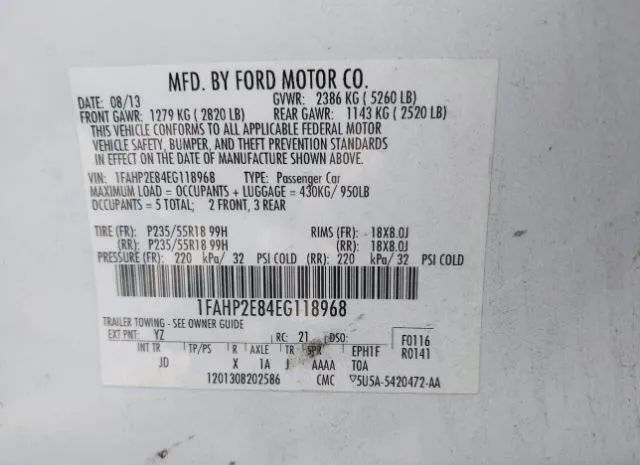 MFD. BY FORD MOTOR CO.
DATE: 08/13 GVWR: 2386 KG ( 5260 LB)
FRONT GAWR: 1279 KG ( 2820 LB) REAR GAWR: 1143 KG ( 2520 LB)
THIS VEHICLE CONFORMS TO ALL APPLICABLE FEDERAL MOTOR
VEHICLE SAFETY, BUMPER, AND THEFT PREVENTION STANDARDS
IN EFFECT ON THE DATE OF MANUFACTURE SHOWN ABOVE.
VIN: 1FAHP2E84EG118968 TYPE: Passenger Car
MAXIMUM LOAD = OCCUPANTS + LUGGAGE = 430KG/ 950LB
OCCUPANTS = 5 TOTAL; 2 FRONT, 3 REAR
TIRE (FR): P235/55R18 99H RIMS (FR): 18X8.0J
(RR): P235/55R18 99H (RR): 18X8.0J
PRESSURE (FR): 220 kPa/ 32 PSI COLD (RR): 220 kPa/ 32 PSI COLD
1FAHP2E84EG118968
TRAILER TOWING - SEE OWNER GUIDE
EXT PNT: YZ RC: 21 DSO: F0116
INT TR TP/PS R AXLE TR SPR EPH1F R0141
JD X 1A J AAAA TOA
1201308202586 CMC ▽5U5A-5420472-AA